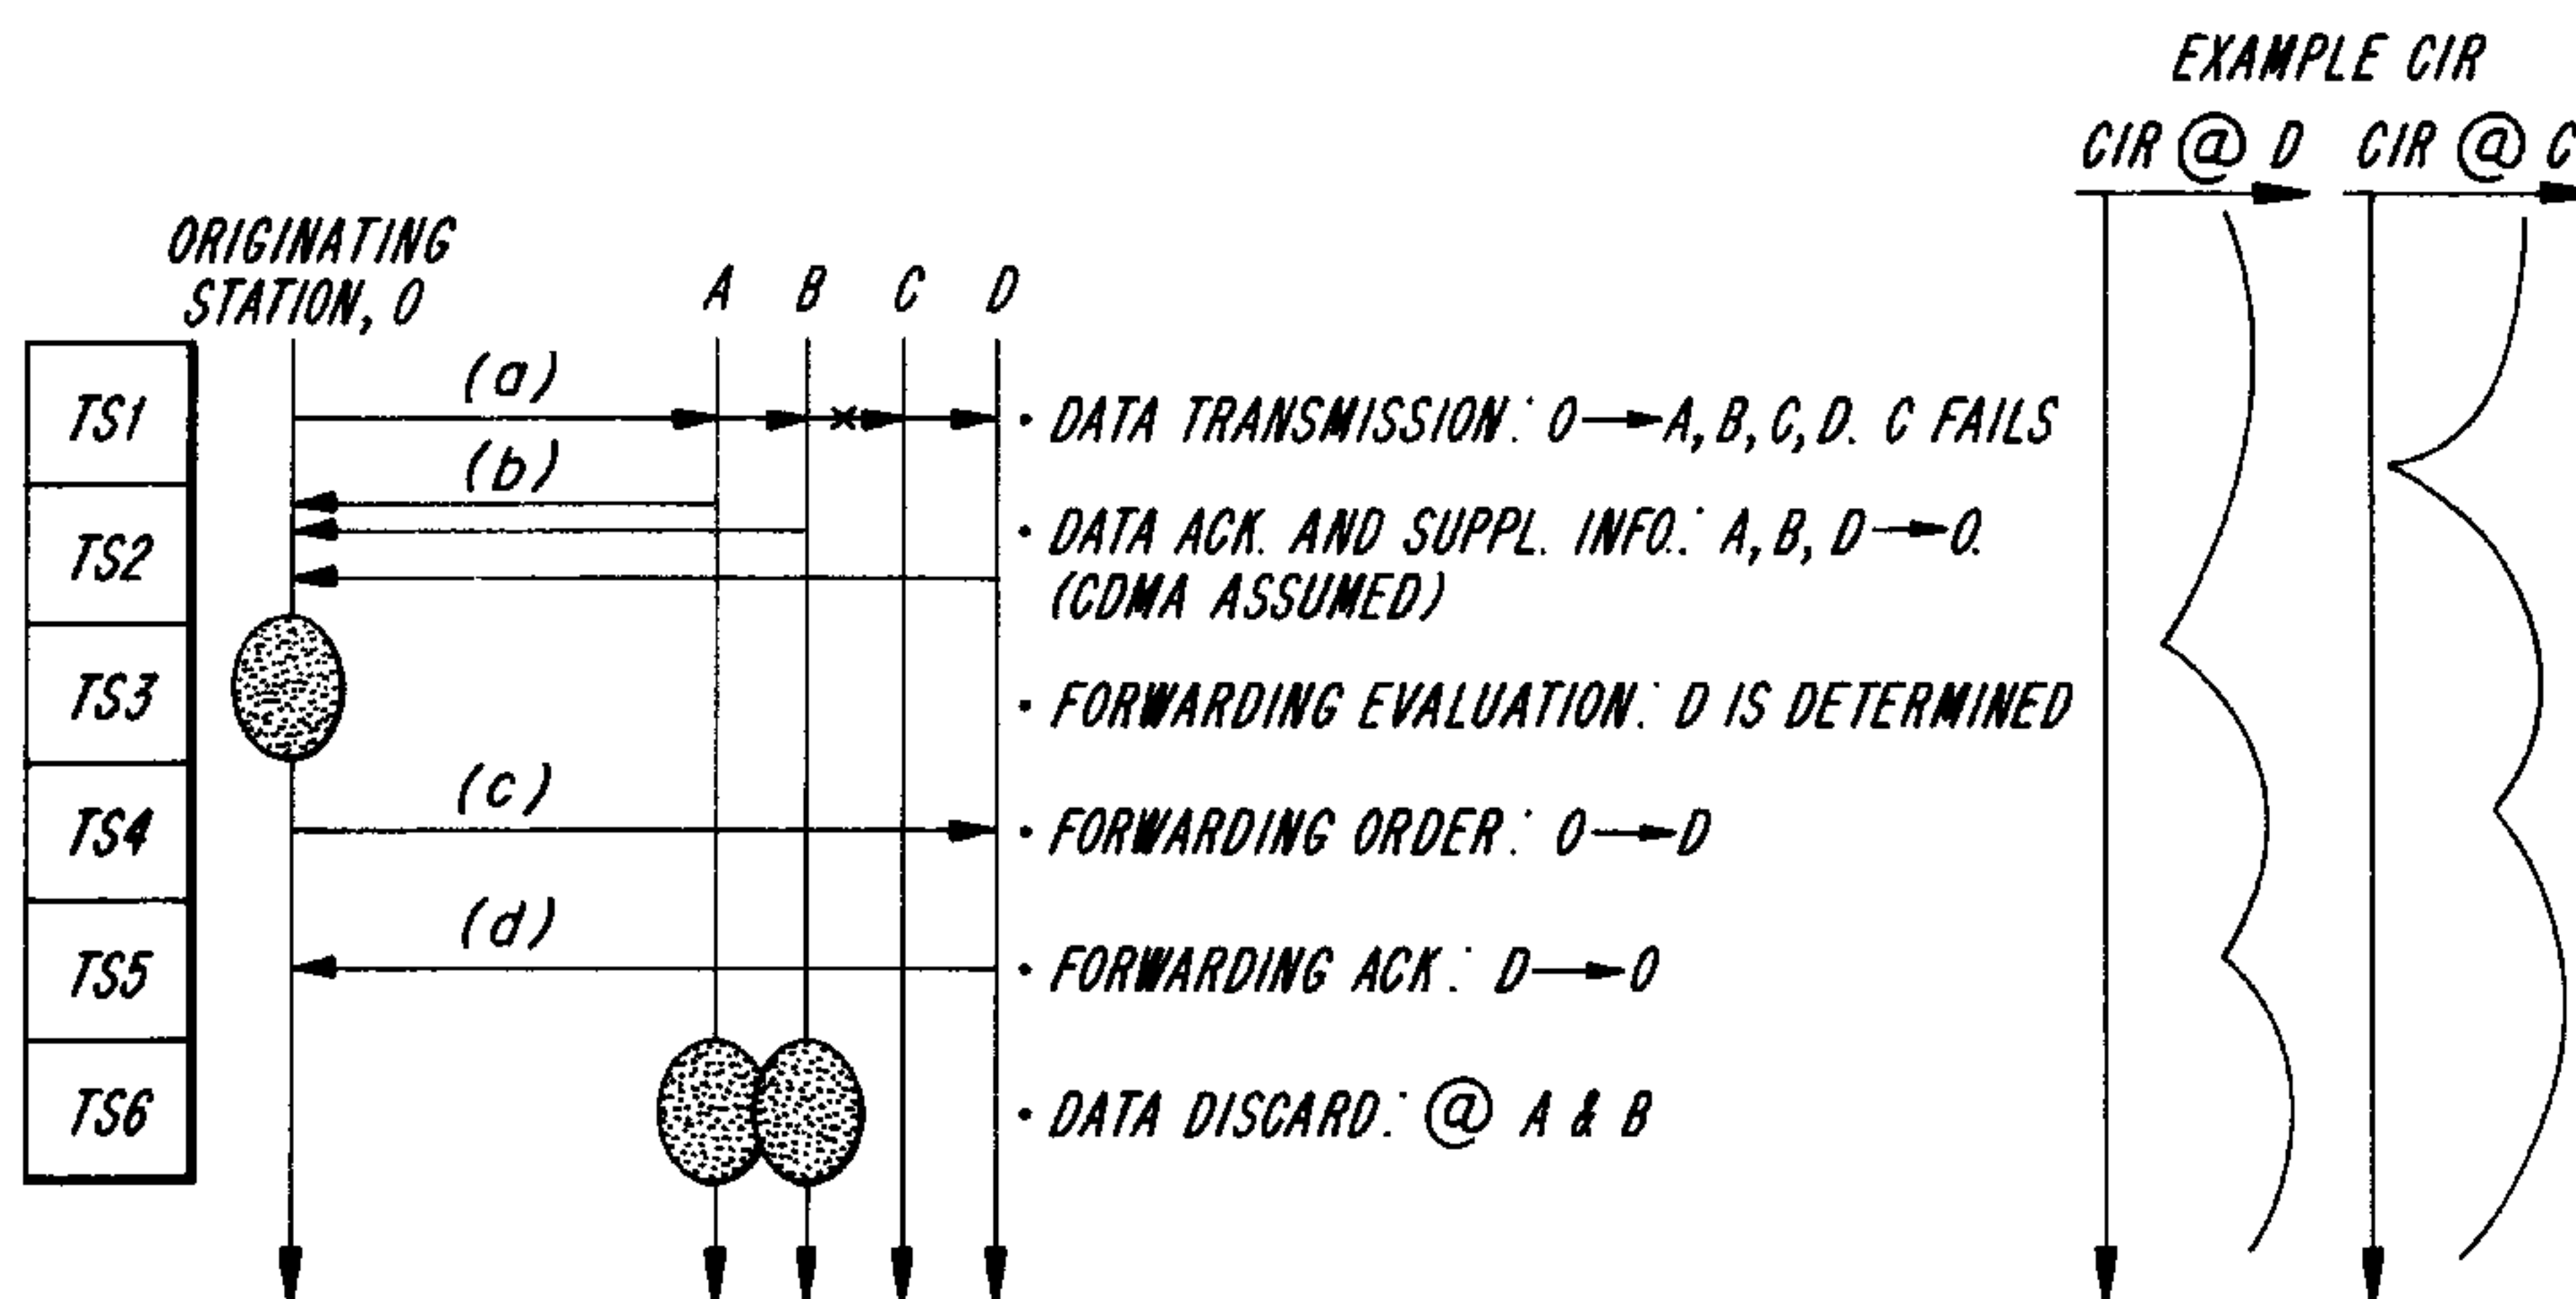 EXAMPLE CIR
CIR @ D
CIR @ C
ORIGINATING
STATION, O
A
B
C
D
TS1
(a)
• DATA TRANSMISSION: O→A, B, C, D. C FAILS
TS2
(b)
• DATA ACK. AND SUPPL. INFO.: A, B, D→O.
(CDMA ASSUMED)
TS3
• FORWARDING EVALUATION: D IS DETERMINED
TS4
(c)
• FORWARDING ORDER: O→D
TS5
(d)
• FORWARDING ACK: D→O
TS6
• DATA DISCARD: @ A & B